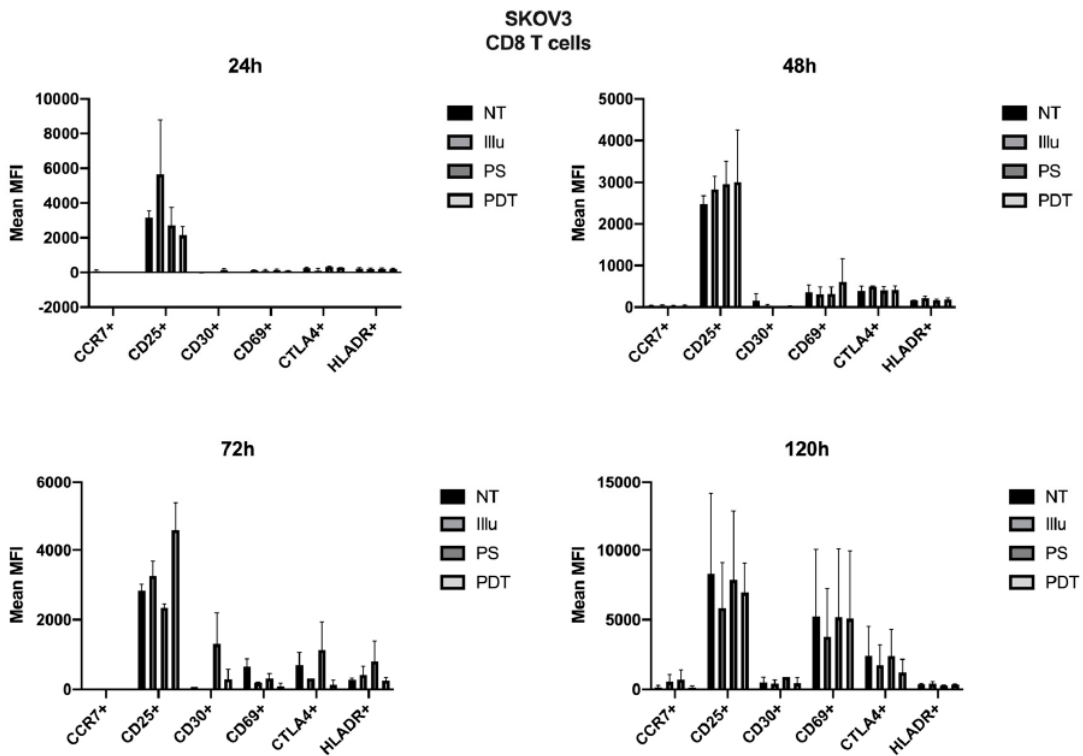 SKOV3
CD8 T cells
24h
Mean MFI
10000
8000
6000
4000
2000
0
-2000
CCR7+
CD25+
CD30+
CD69+
CTLA4+
HLADR+
NT
Illu
PS
PDT
48h
Mean MFI
5000
4000
3000
2000
1000
0
CCR7+
CD25+
CD30+
CD69+
CTLA4+
HLADR+
NT
Illu
PS
PDT
72h
Mean MFI
6000
4000
2000
0
CCR7+
CD25+
CD30+
CD69+
CTLA4+
HLADR+
NT
Illu
PS
PDT
120h
Mean MFI
15000
10000
5000
0
CCR7+
CD25+
CD30+
CD69+
CTLA4+
HLADR+
NT
Illu
PS
PDT